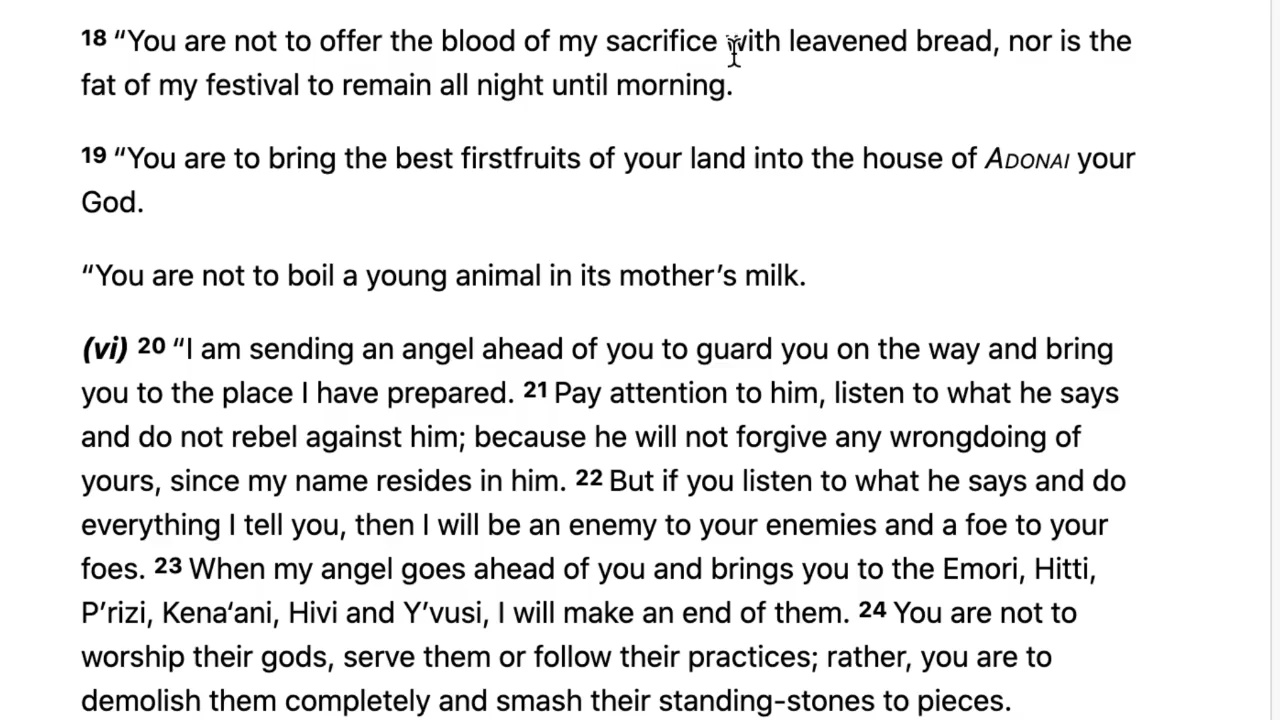 18 “You are not to offer the blood of my sacrifice with leavened bread, nor is the
fat of my festival to remain all night until morning.
19 “You are to bring the best firstfruits of your land into the house of ADONAI your
God.
“You are not to boil a young animal in its mother’s milk.
(vi) 20 “I am sending an angel ahead of you to guard you on the way and bring
you to the place I have prepared. 21 Pay attention to him, listen to what he says
and do not rebel against him; because he will not forgive any wrongdoing of
yours, since my name resides in him. 22 But if you listen to what he says and do
everything I tell you, then I will be an enemy to your enemies and a foe to your
foes. 23 When my angel goes ahead of you and brings you to the Emori, Hitti,
P’rizi, Kena‘ani, Hivi and Y’vusi, I will make an end of them. 24 You are not to
worship their gods, serve them or follow their practices; rather, you are to
demolish them completely and smash their standing-stones to pieces.